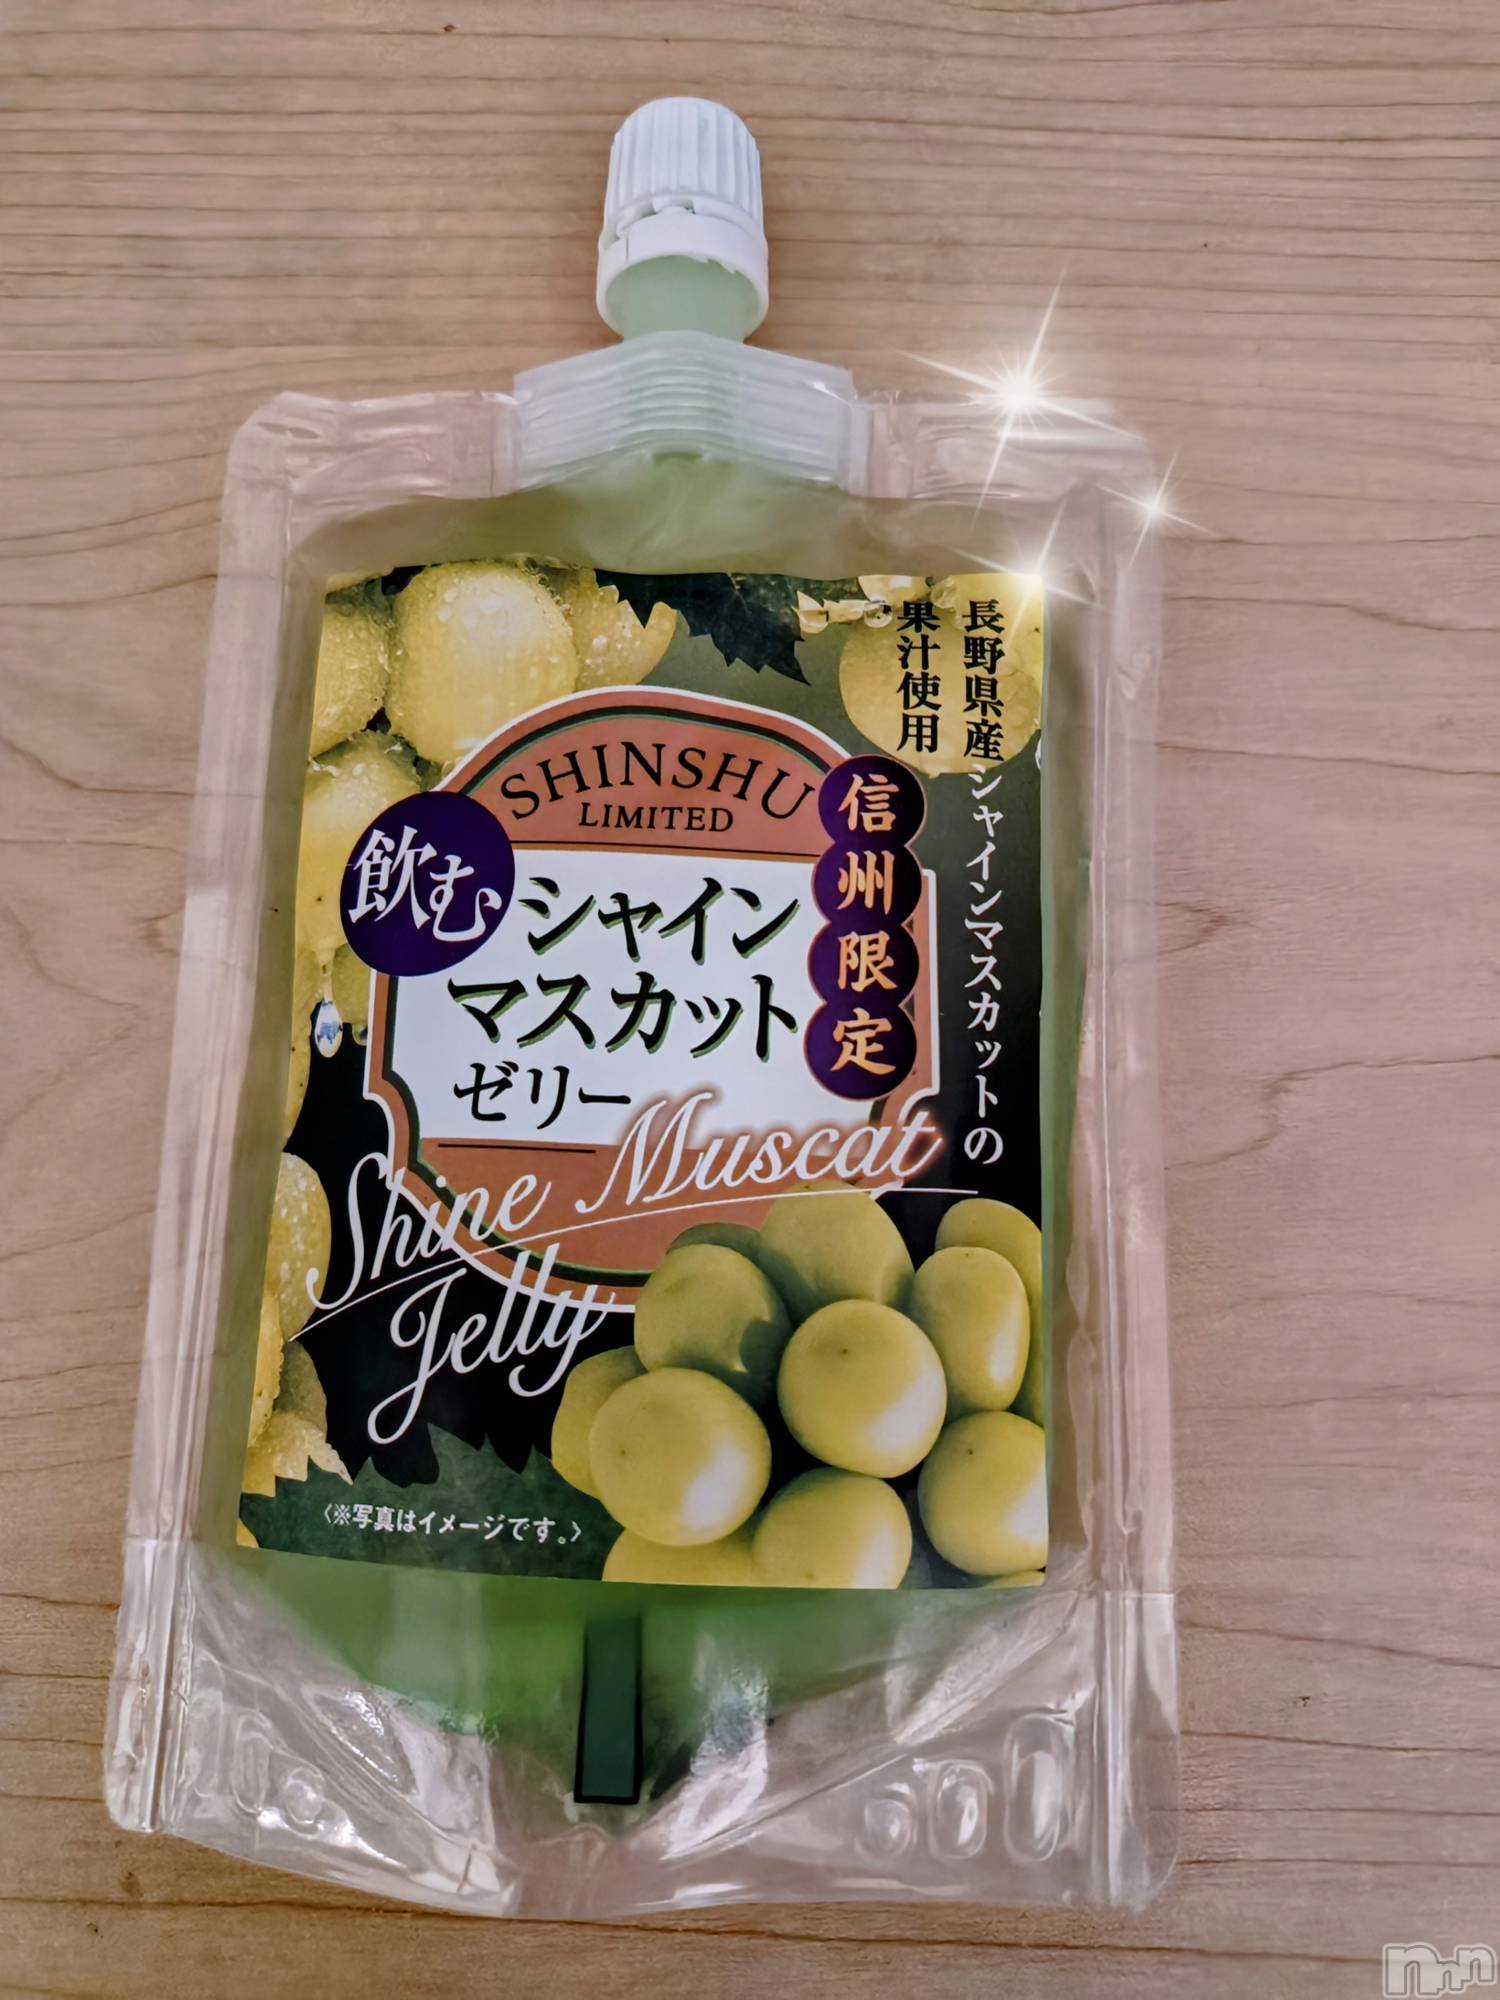 長野県産シャインマスカットの
果汁使用
SHINSHU
LIMITED
信州限定
飲む
シャイン
マスカット
ゼリー
Shine Muscat
Jelly
〈※写真はイメージです。〉
nnn